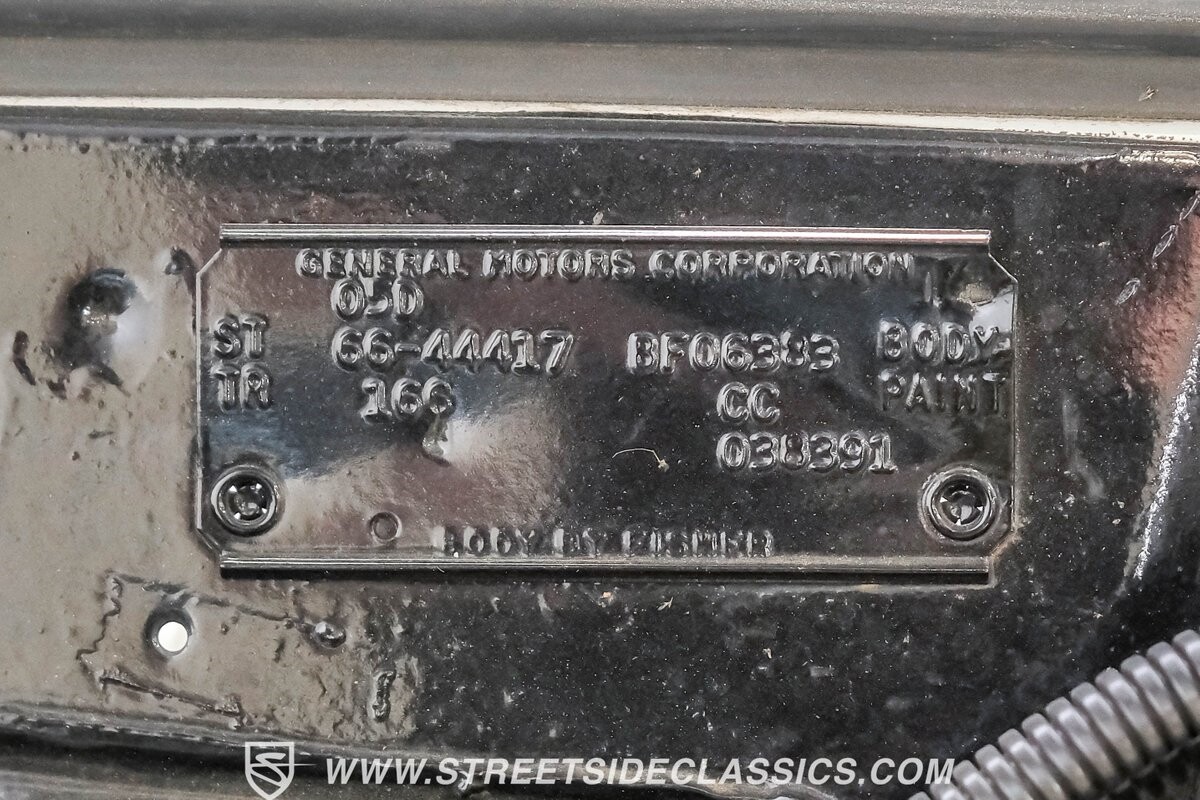 GENERAL MOTORS CORPORATION
05D
ST 66-44417 BF06383 BODY
TR 166 CC PAINT
038391
BODY BY FISHER
WWW.STREETSIDECLASSICS.COM